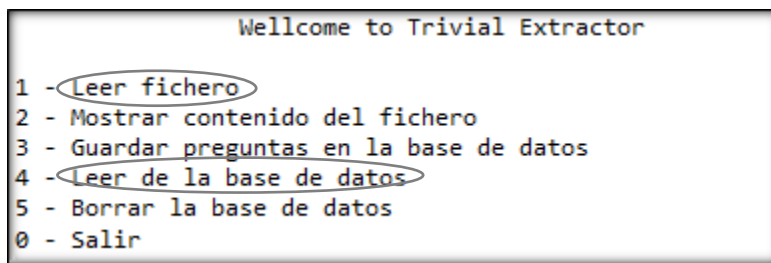 Wellcome to Trivial Extractor
1 - Leer fichero
2 - Mostrar contenido del fichero
3 - Guardar preguntas en la base de datos
4 - Leer de la base de datos
5 - Borrar la base de datos
0 - Salir